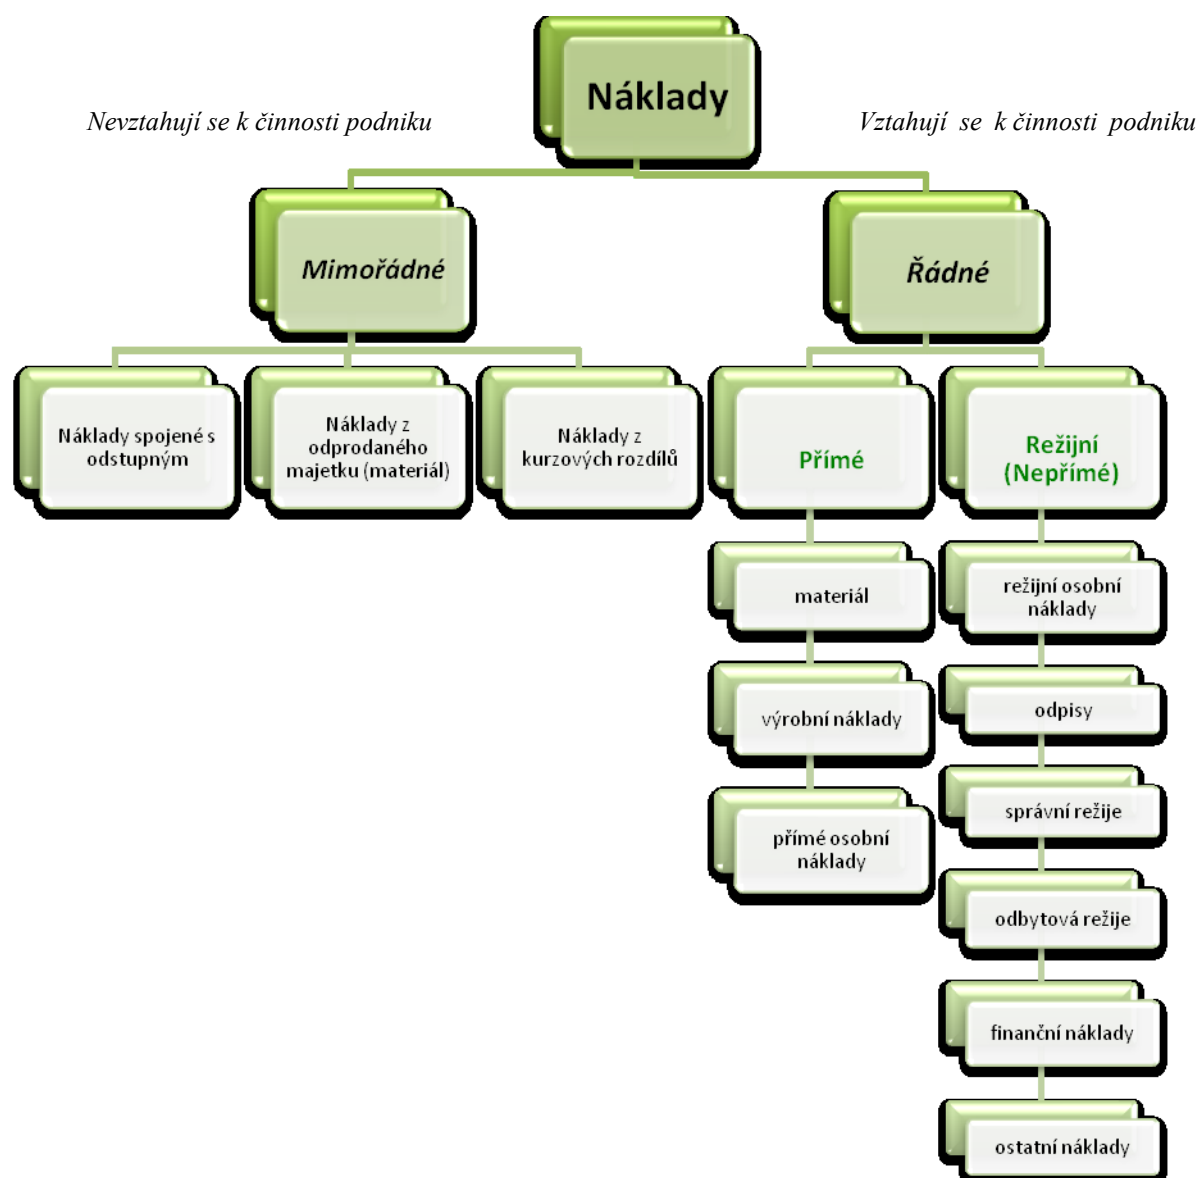 Náklady
Nevztahují se k činnosti podniku
Vztahují se k činnosti podniku
Mimořádné
Řádné
Náklady spojené s
odstupným
Náklady z
odprodaného
majetku (materiál)
Náklady z
kurzových rozdílů
Přímé
Režijní
(Nepřímé)
materiál
výrobní náklady
přímé osobní
náklady
režijní osobní
náklady
odpisy
správní režije
odbytová režije
finanční náklady
ostatní náklady